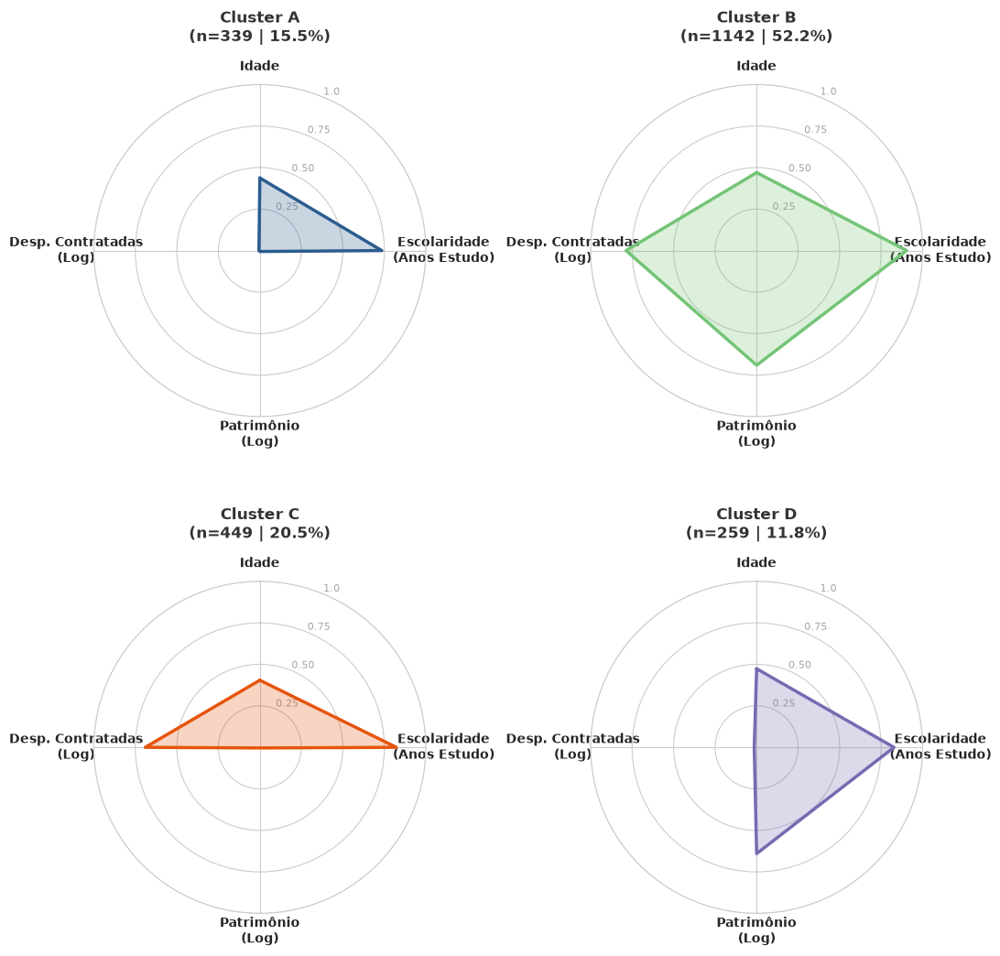 Cluster A
(n=339 | 15.5%)
Idade
1.0
0.75
0.50
0.25
Desp. Contratadas
(Log)
Escolaridade
(Anos Estudo)
Patrimônio
(Log)
Cluster B
(n=1142 | 52.2%)
Idade
1.0
0.75
0.50
0.25
Desp. Contratadas
(Log)
Escolaridade
(Anos Estudo)
Patrimônio
(Log)
Cluster C
(n=449 | 20.5%)
Idade
1.0
0.75
0.50
0.25
Desp. Contratadas
(Log)
Escolaridade
(Anos Estudo)
Patrimônio
(Log)
Cluster D
(n=259 | 11.8%)
Idade
1.0
0.75
0.50
0.25
Desp. Contratadas
(Log)
Escolaridade
(Anos Estudo)
Patrimônio
(Log)